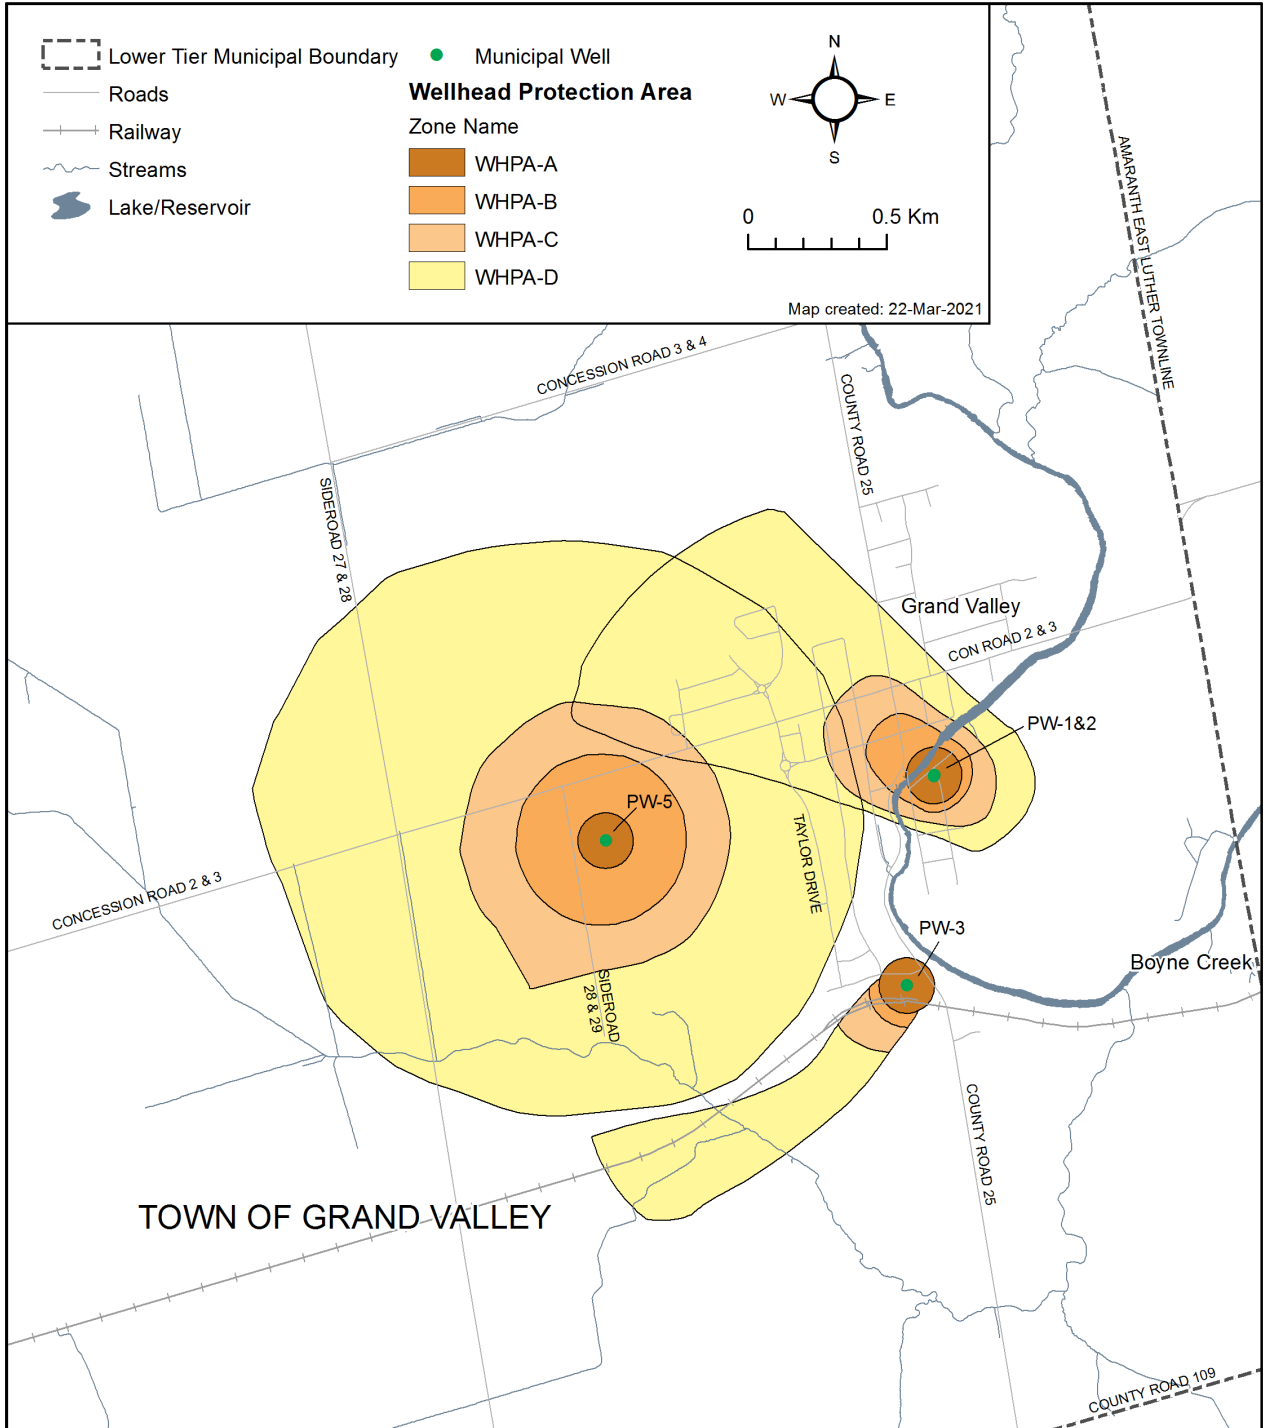 Lower Tier Municipal Boundary
Roads
Railway
Streams
Lake/Reservoir
Municipal Well
Wellhead Protection Area
Zone Name
WHPA-A
WHPA-B
WHPA-C
WHPA-D
N
W E
S
0 0.5 Km
Map created: 22-Mar-2021
AMARANTH EAST LUTHER TOWNLINE
CONCESSION ROAD 3 & 4
COUNTY ROAD 25
SIDEROAD 27 & 28
Grand Valley
CON ROAD 2 & 3
PW-1&2
PW-5
TAYLOR DRIVE
CONCESSION ROAD 2 & 3
PW-3
Boyne Creek
SIDEROAD
28 & 29
COUNTY ROAD 25
TOWN OF GRAND VALLEY
COUNTY ROAD 109